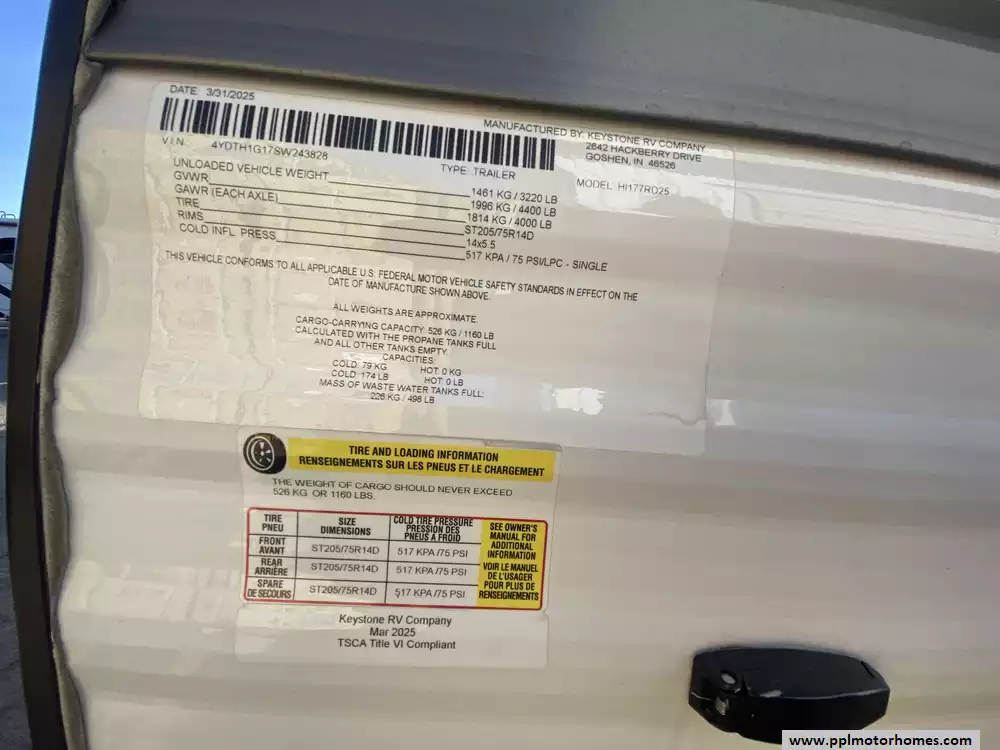 DATE: 3/31/2025
MANUFACTURED BY: KEYSTONE RV COMPANY
2642 HACKBERRY DRIVE
GOSHEN, IN 46526
V I N: 4YDTH1G17SW243828
TYPE: TRAILER
MODEL: HI177RD25
UNLOADED VEHICLE WEIGHT 1461 KG / 3220 LB
GVWR 1996 KG / 4400 LB
GAWR (EACH AXLE) 1814 KG / 4000 LB
TIRE ST205/75R14D
RIMS 14x5.5
COLD INFL. PRESS 517 KPA / 75 PSI/LPC - SINGLE
THIS VEHICLE CONFORMS TO ALL APPLICABLE U.S. FEDERAL MOTOR VEHICLE SAFETY STANDARDS IN EFFECT ON THE
DATE OF MANUFACTURE SHOWN ABOVE.
ALL WEIGHTS ARE APPROXIMATE.
CARGO-CARRYING CAPACITY: 526 KG / 1160 LB
CALCULATED WITH THE PROPANE TANKS FULL
AND ALL OTHER TANKS EMPTY.
CAPACITIES:
COLD: 79 KG HOT: 0 KG
COLD: 174 LB HOT: 0 LB
MASS OF WASTE WATER TANKS FULL:
226 KG / 498 LB
TIRE AND LOADING INFORMATION
RENSEIGNEMENTS SUR LES PNEUS ET LE CHARGEMENT
THE WEIGHT OF CARGO SHOULD NEVER EXCEED
526 KG OR 1160 LBS.
TIRE
PNEU
SIZE
DIMENSIONS
COLD TIRE PRESSURE
PRESSION DES
PNEUS A FROID
FRONT
AVANT
ST205/75R14D
517 KPA /75 PSI
REAR
ARRIÈRE
ST205/75R14D
517 KPA /75 PSI
SPARE
DE SECOURS
ST205/75R14D
517 KPA /75 PSI
SEE OWNER'S
MANUAL FOR
ADDITIONAL
INFORMATION
VOIR LE MANUEL
DE L'USAGER
POUR PLUS DE
RENSEIGNEMENTS
Keystone RV Company
Mar 2025
TSCA Title VI Compliant
www.pplmotorhomes.com